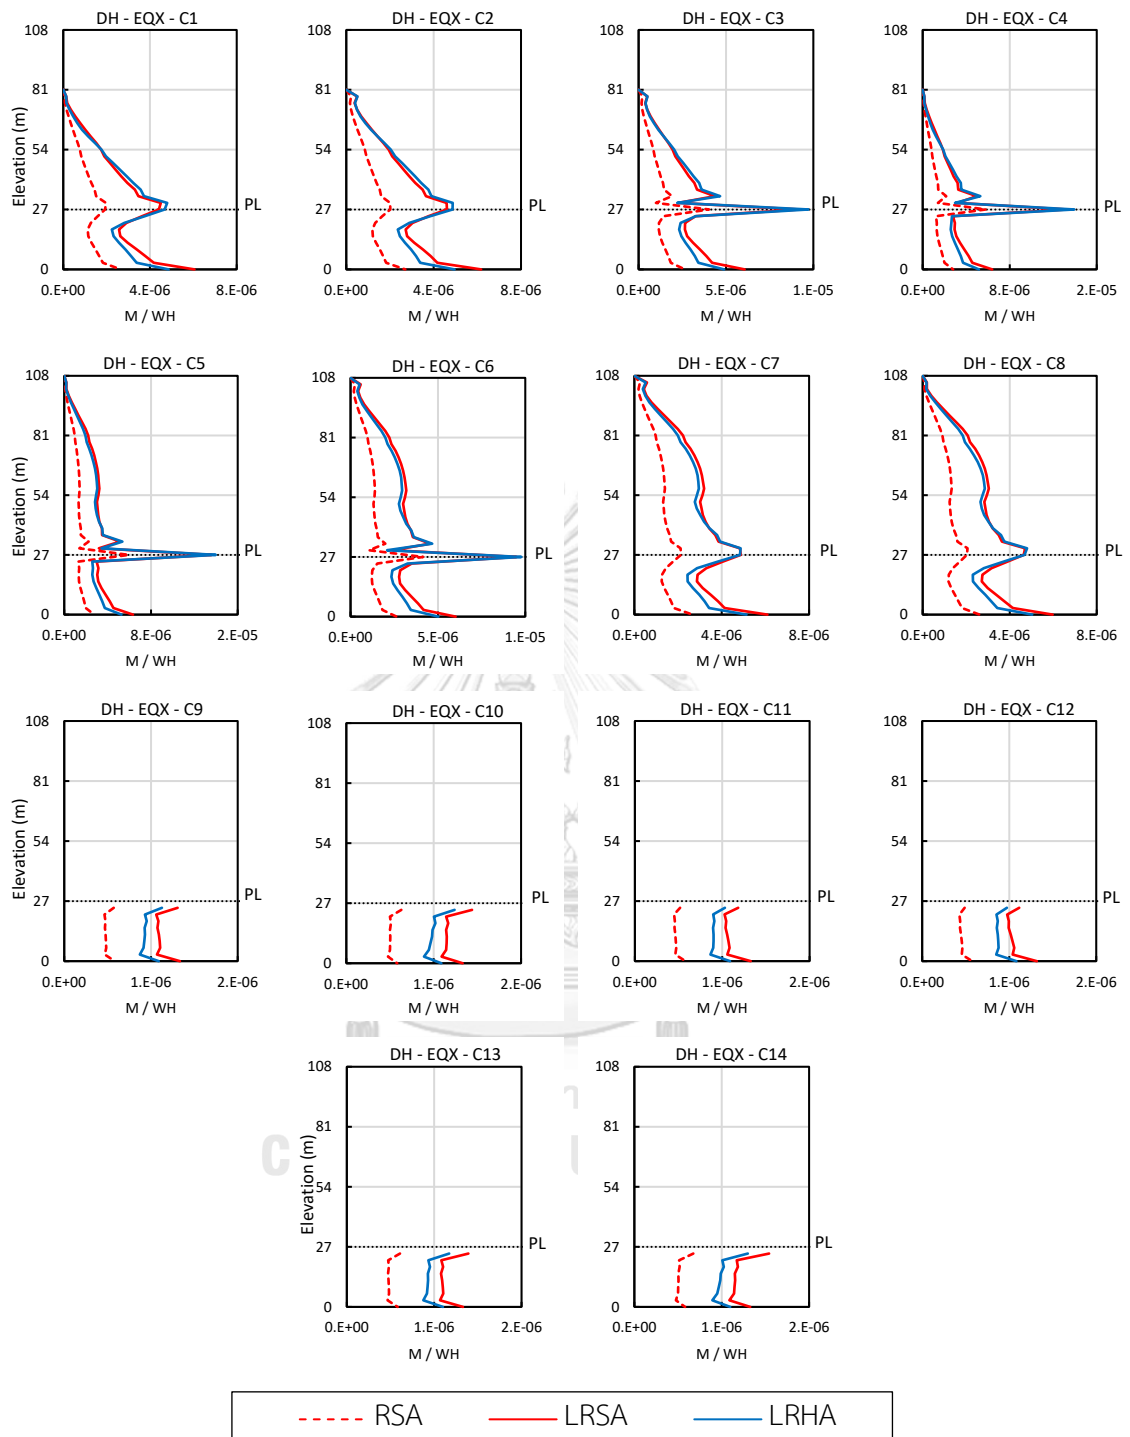 DH - EQX - C1
DH - EQX - C2
DH - EQX - C3
DH - EQX - C4
108
81
54
27
0
Elevation (m)
PL
0.E+00 4.E-06 8.E-06
M / WH
108
81
54
27
0
0.E+00 4.E-06 8.E-06
M / WH
108
81
54
27
0
0.E+00 5.E-06 1.E-05
M / WH
108
81
54
27
0
PL
0.E+00 8.E-06 2.E-05
M / WH
DH - EQX - C5
DH - EQX - C6
DH - EQX - C7
DH - EQX - C8
108
81
54
27
0
Elevation (m)
PL
0.E+00 8.E-06 2.E-05
M / WH
108
81
54
27
0
PL
0.E+00 5.E-06 1.E-05
M / WH
108
81
54
27
0
PL
0.E+00 4.E-06 8.E-06
M / WH
108
81
54
27
0
PL
0.E+00 4.E-06 8.E-06
M / WH
DH - EQX - C9
DH - EQX - C10
DH - EQX - C11
DH - EQX - C12
108
81
54
27
0
Elevation (m)
PL
0.E+00 1.E-06 2.E-06
M / WH
108
81
54
27
0
0.E+00 1.E-06 2.E-06
M / WH
108
81
54
27
0
PL
0.E+00 1.E-06 2.E-06
M / WH
108
81
54
27
0
PL
0.E+00 1.E-06 2.E-06
M / WH
DH - EQX - C13
DH - EQX - C14
108
81
54
27
0
Elevation (m)
PL
0.E+00 1.E-06 2.E-06
M / WH
108
81
54
27
0
PL
0.E+00 1.E-06 2.E-06
M / WH
RSA LRSA LRHA